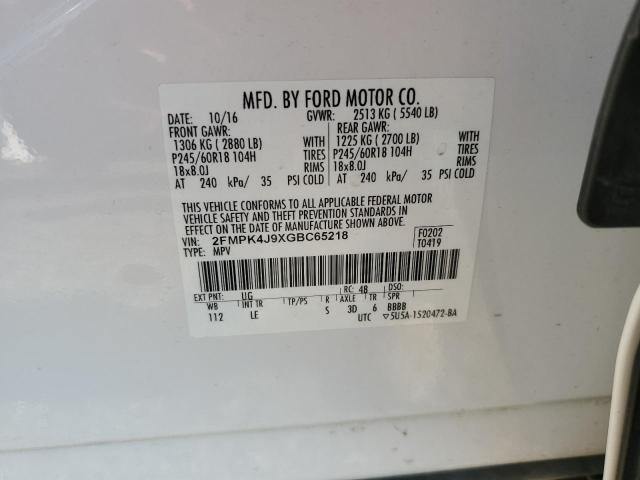 MFD. BY FORD MOTOR CO.
DATE: 10/16 GVWR: 2513 KG ( 5540 LB)
FRONT GAWR: REAR GAWR:
1306 KG ( 2880 LB) WITH 1225 KG ( 2700 LB) WITH
P245/60R18 104H TIRES P245/60R18 104H TIRES
18x8.0J RIMS 18x8.0J RIMS
AT 240 kPa/ 35 PSI COLD AT 240 kPa/ 35 PSI COLD
THIS VEHICLE CONFORMS TO ALL APPLICABLE FEDERAL MOTOR
VEHICLE SAFETY AND THEFT PREVENTION STANDARDS IN
EFFECT ON THE DATE OF MANUFACTURE SHOWN ABOVE.
VIN: 2FMPK4J9XGBC65218 F0202
TYPE: MPV T0419
EXT PNT: UG RC: 48 DSO:
WB INT TR TP/PS R AXLE TR SPR
112 LE S 3D 6 BBBB
UTC ▽5U5A-1520472-BA